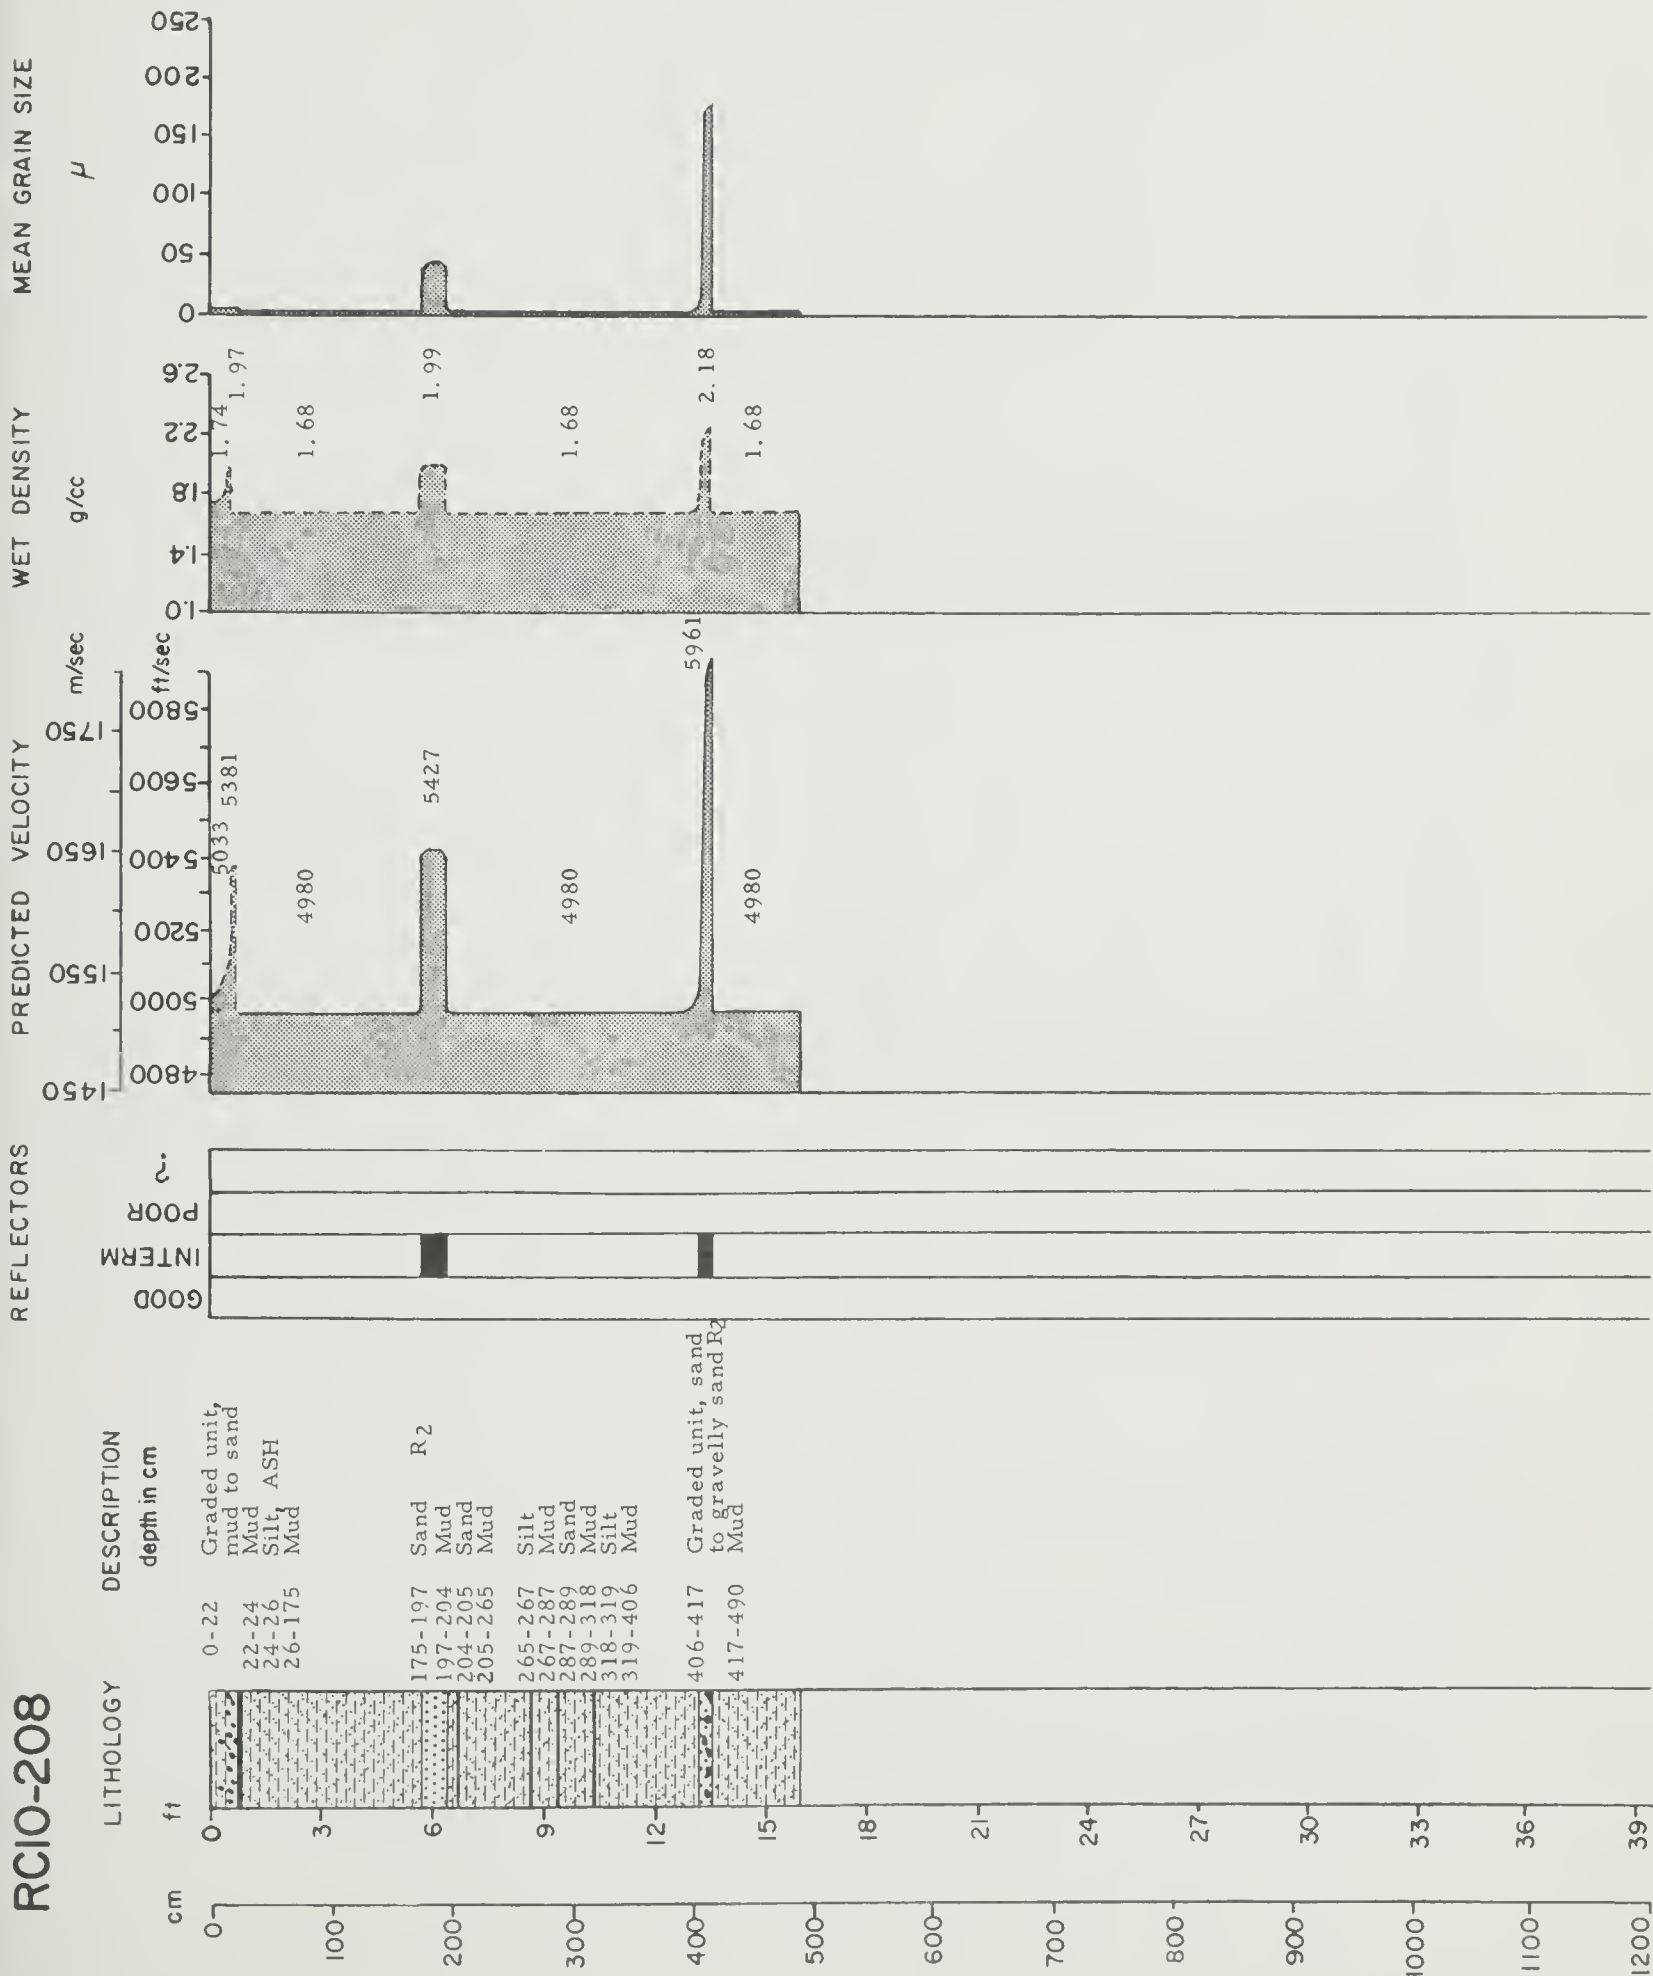 RC10-208
LITHOLOGY
DESCRIPTION
depth in cm
REFLECTORS
GOOD
INTERM
POOR
?
PREDICTED VELOCITY
m/sec
1450
1550
1650
1750
ft/sec
4800
5000
5200
5400
5600
5800
WET DENSITY
g/cc
1.0
1.4
1.8
2.2
2.6
MEAN GRAIN SIZE
μ
0
50
100
150
200
250
cm
0
100
200
300
400
500
600
700
800
900
1000
1100
1200
ft
0
3
6
9
12
15
18
21
24
27
30
33
36
39
0-22 Graded unit,
mud to sand
22-24 Mud
24-26 Silt, ASH
26-175 Mud
175-197 Sand R2
197-204 Mud
204-205 Sand
205-265 Mud
265-267 Silt
267-287 Mud
287-289 Sand
289-318 Mud
318-319 Silt
319-406 Mud
406-417 Graded unit, sand
to gravelly sand R2
417-490 Mud
5033
5381
4980
5427
4980
5961
4980
1.74
1.97
1.68
1.99
1.68
2.18
1.68